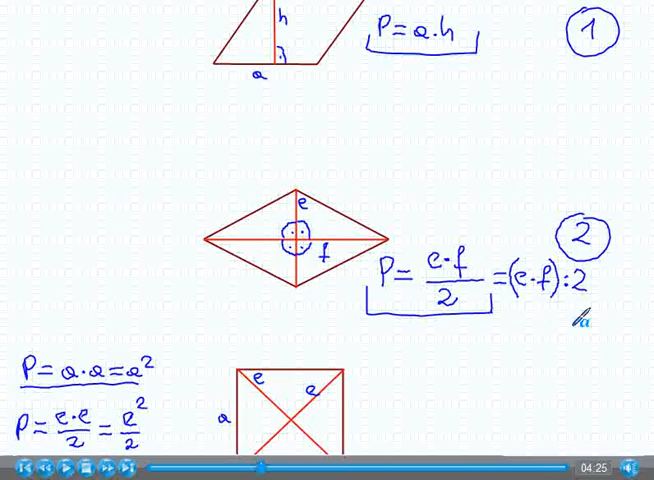 h
P = a·h
1
a
e
f
2
P = e·f/2 = (e·f):2
a
P = a·a = a²
P = e·e/2 = e²/2
e
e
a
04:25